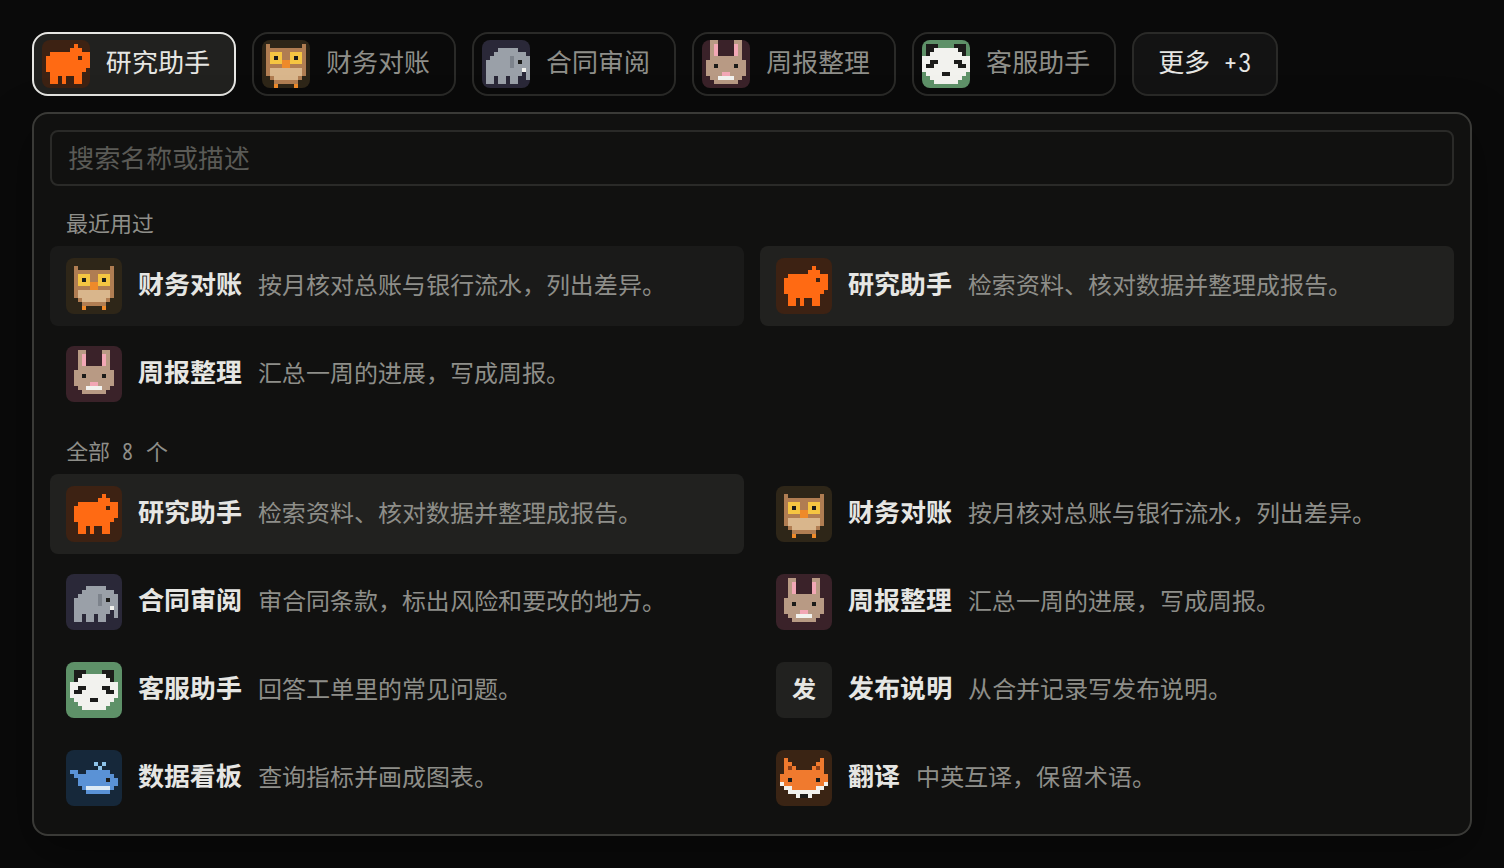 研究助手 财务对账 合同审阅 周报整理 客服助手 更多 +3
搜索名称或描述
最近用过
财务对账 按月核对总账与银行流水，列出差异。
研究助手 检索资料、核对数据并整理成报告。
周报整理 汇总一周的进展，写成周报。
全部 8 个
研究助手 检索资料、核对数据并整理成报告。
财务对账 按月核对总账与银行流水，列出差异。
合同审阅 审合同条款，标出风险和要改的地方。
周报整理 汇总一周的进展，写成周报。
客服助手 回答工单里的常见问题。
发 发布说明 从合并记录写发布说明。
数据看板 查询指标并画成图表。
翻译 中英互译，保留术语。